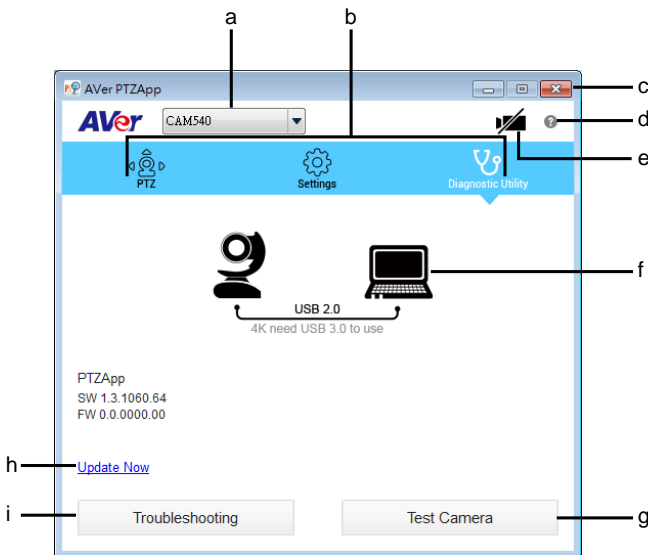 a
b
AVer PTZApp
c
AVer
CAM540
d
e
PTZ
Settings
Diagnostic Utility
f
USB 2.0
4K need USB 3.0 to use
PTZApp
SW 1.3.1060.64
FW 0.0.0000.00
h
Update Now
i
Troubleshooting
Test Camera
g